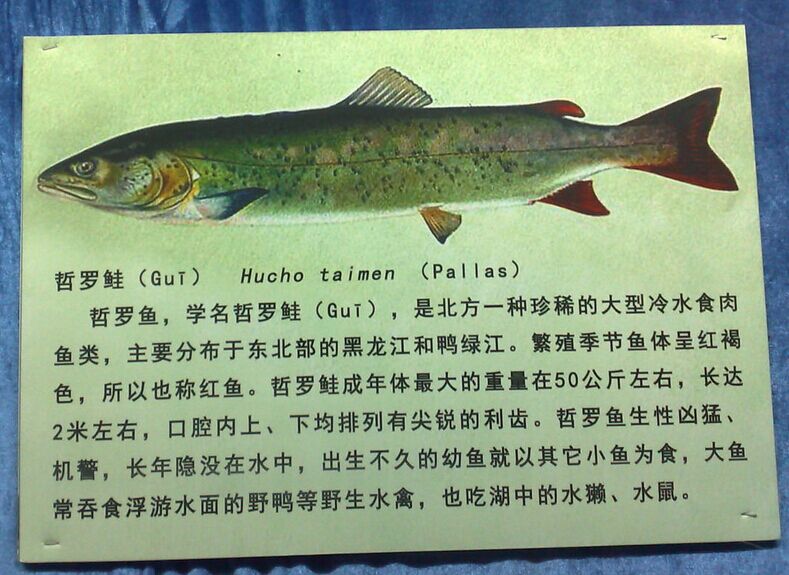 哲罗鲑（Guī） Hucho taimen （Pallas）
哲罗鱼，学名哲罗鲑（Guī），是北方一种珍稀的大型冷水食肉
鱼类，主要分布于东北部的黑龙江和鸭绿江。繁殖季节鱼体呈红褐
色，所以也称红鱼。哲罗鲑成年体最大的重量在50公斤左右，长达
2米左右，口腔内上、下均排列有尖锐的利齿。哲罗鱼生性凶猛、
机警，长年隐没在水中，出生不久的幼鱼就以其它小鱼为食，大鱼
常吞食浮游水面的野鸭等野生水禽，也吃湖中的水獭、水鼠。